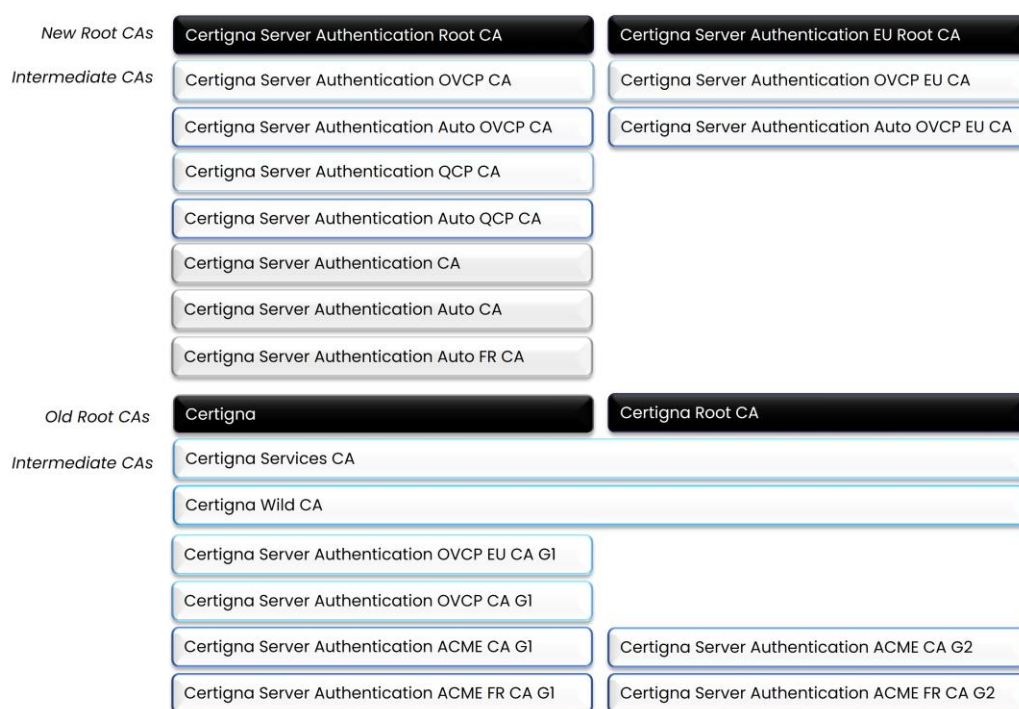 New Root CAs
Certigna Server Authentication Root CA
Certigna Server Authentication EU Root CA
Intermediate CAs
Certigna Server Authentication OVCP CA
Certigna Server Authentication OVCP EU CA
Certigna Server Authentication Auto OVCP CA
Certigna Server Authentication Auto OVCP EU CA
Certigna Server Authentication QCP CA
Certigna Server Authentication Auto QCP CA
Certigna Server Authentication CA
Certigna Server Authentication Auto CA
Certigna Server Authentication Auto FR CA
Old Root CAs
Certigna
Certigna Root CA
Intermediate CAs
Certigna Services CA
Certigna Wild CA
Certigna Server Authentication OVCP EU CA G1
Certigna Server Authentication OVCP CA G1
Certigna Server Authentication ACME CA G1
Certigna Server Authentication ACME CA G2
Certigna Server Authentication ACME FR CA G1
Certigna Server Authentication ACME FR CA G2